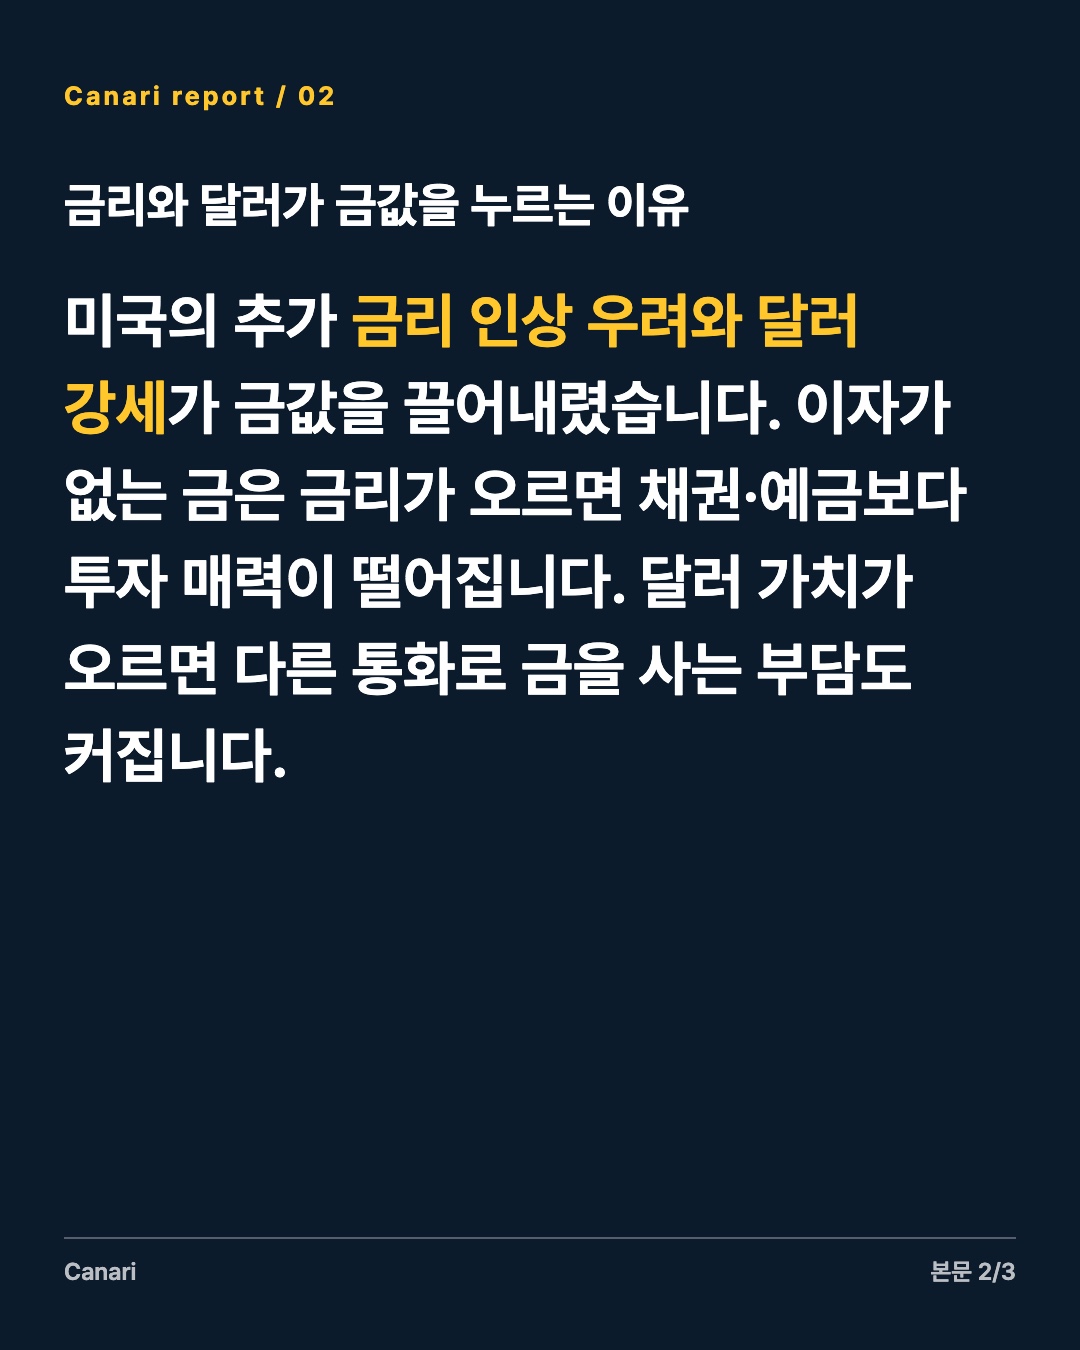 Canari report / 02
금리와 달러가 금값을 누르는 이유
미국의 추가 금리 인상 우려와 달러
강세가 금값을 끌어내렸습니다. 이자가
없는 금은 금리가 오르면 채권·예금보다
투자 매력이 떨어집니다. 달러 가치가
오르면 다른 통화로 금을 사는 부담도
커집니다.
Canari
본문 2/3